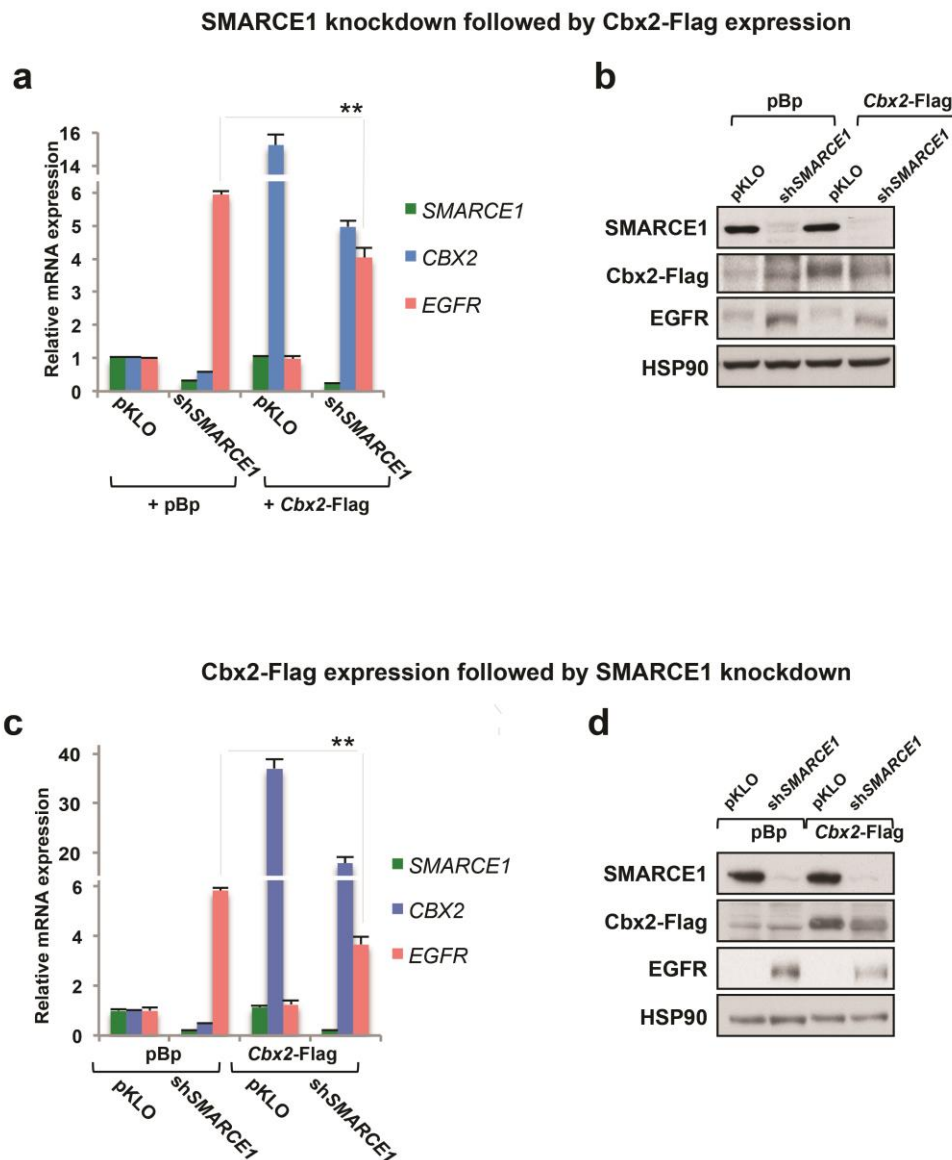 SMARCE1 knockdown followed by Cbx2-Flag expression
a
Relative mRNA expression
16
14
12
10
8
6
5
4
3
2
1
0
**
SMARCE1
CBX2
EGFR
pKLO
shSMARCE1
pKLO
shSMARCE1
+ pBp
+ Cbx2-Flag
b
pBp
Cbx2-Flag
pKLO
shSMARCE1
pKLO
shSMARCE1
SMARCE1
Cbx2-Flag
EGFR
HSP90
Cbx2-Flag expression followed by SMARCE1 knockdown
c
Relative mRNA expression
40
20
6
4
2
0
**
SMARCE1
CBX2
EGFR
pBp
Cbx2-Flag
pKLO
shSMARCE1
pKLO
shSMARCE1
d
pKLO
shSMARCE1
pKLO
shSMARCE1
pBp
Cbx2-Flag
SMARCE1
Cbx2-Flag
EGFR
HSP90